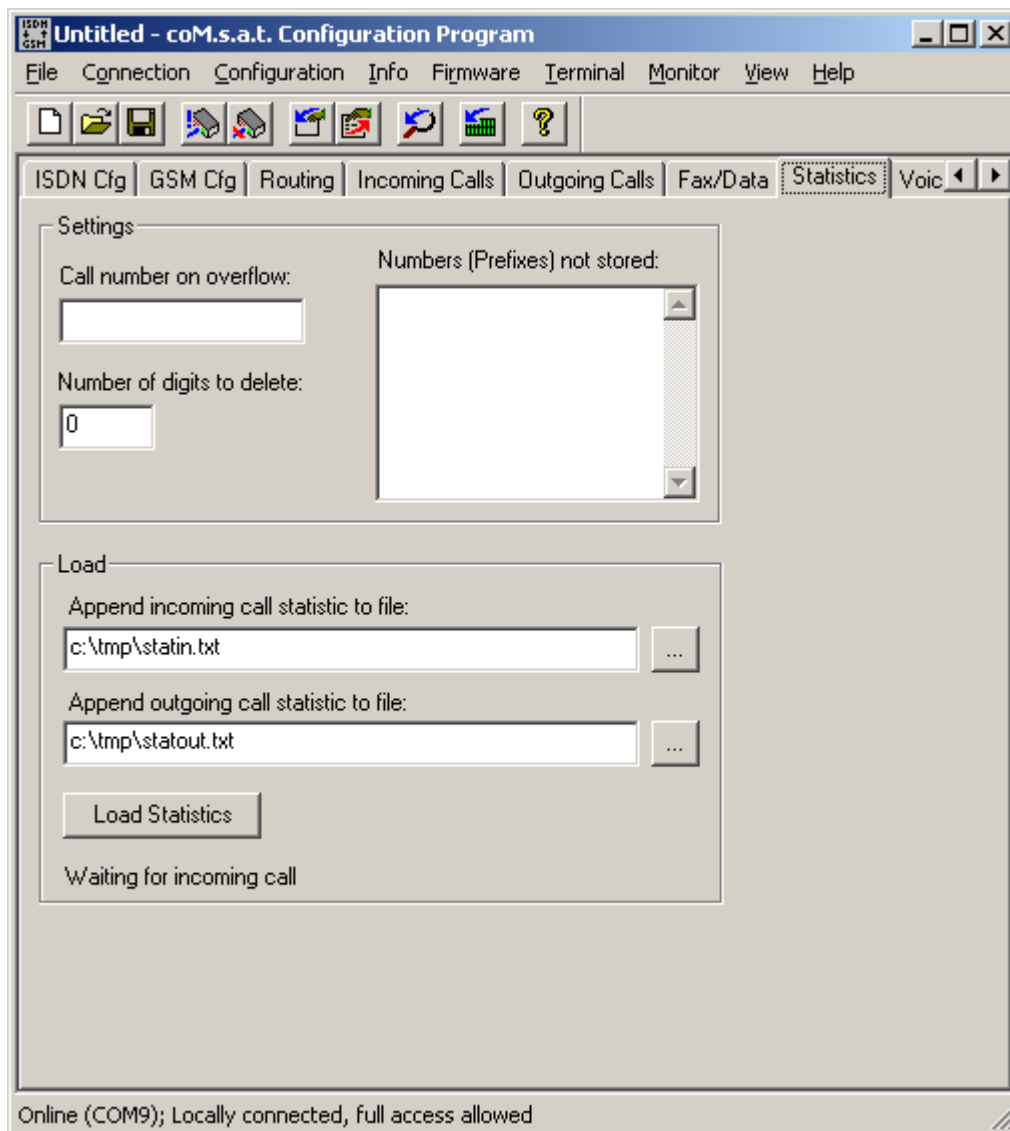 ISDN
GSM
Untitled - coM.s.a.t. Configuration Program
File Connection Configuration Info Firmware Terminal Monitor View Help
ISDN Cfg GSM Cfg Routing Incoming Calls Outgoing Calls Fax/Data Statistics Voic
Settings
Call number on overflow:
Numbers (Prefixes) not stored:
Number of digits to delete:
0
Load
Append incoming call statistic to file:
c:\tmp\statin.txt
...
Append outgoing call statistic to file:
c:\tmp\statout.txt
...
Load Statistics
Waiting for incoming call
Online (COM9); Locally connected, full access allowed